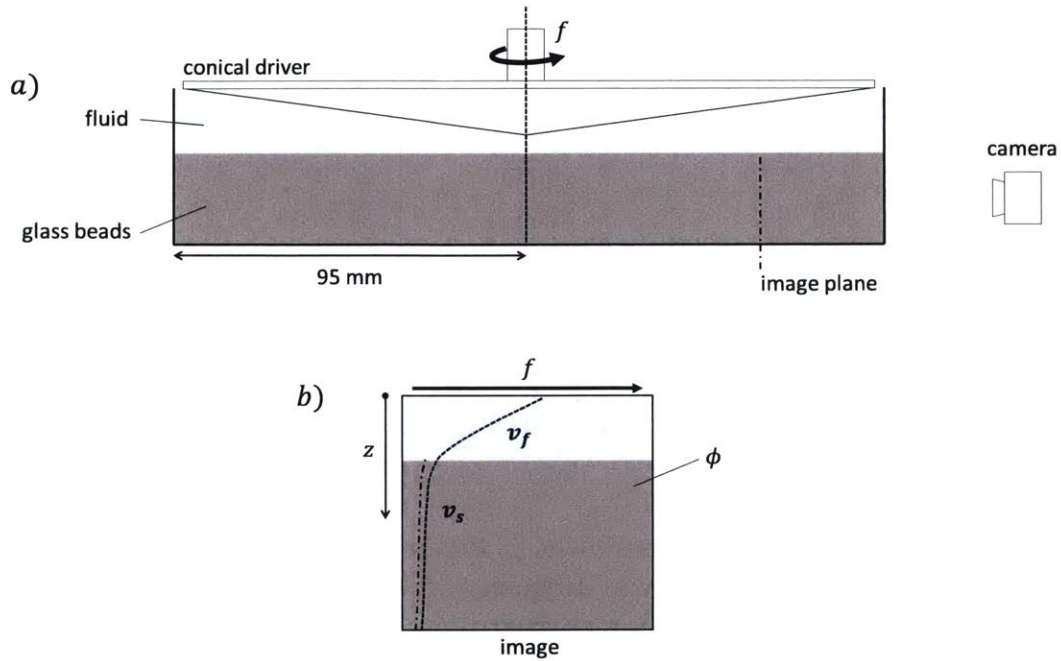 a)
f
conical driver
fluid
camera
glass beads
95 mm
image plane
b)
f
z
v_f
v_s
ϕ
image